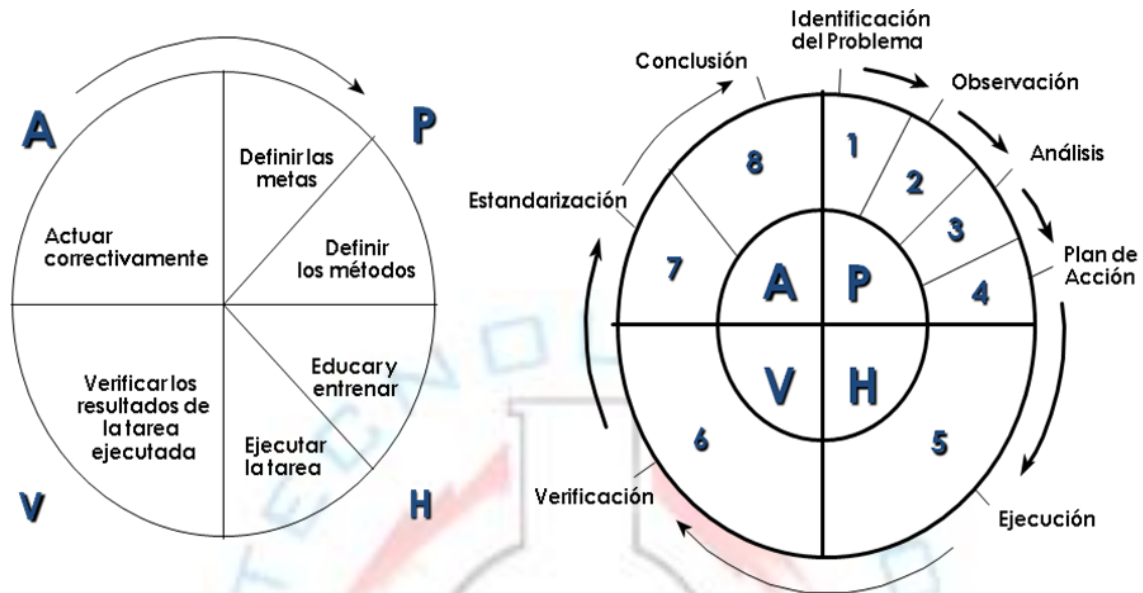 A
P
Definir las
metas
Actuar
correctivamente
Definir
los métodos
Educar y
entrenar
Verificar los
resultados de
la tarea
ejecutada
Ejecutar
la tarea
V
H
Identificación
del Problema
Conclusión
Observación
Análisis
Estandarización
Plan de
Acción
1
2
3
4
5
6
7
8
A
P
V
H
Verificación
Ejecución
TECNOL